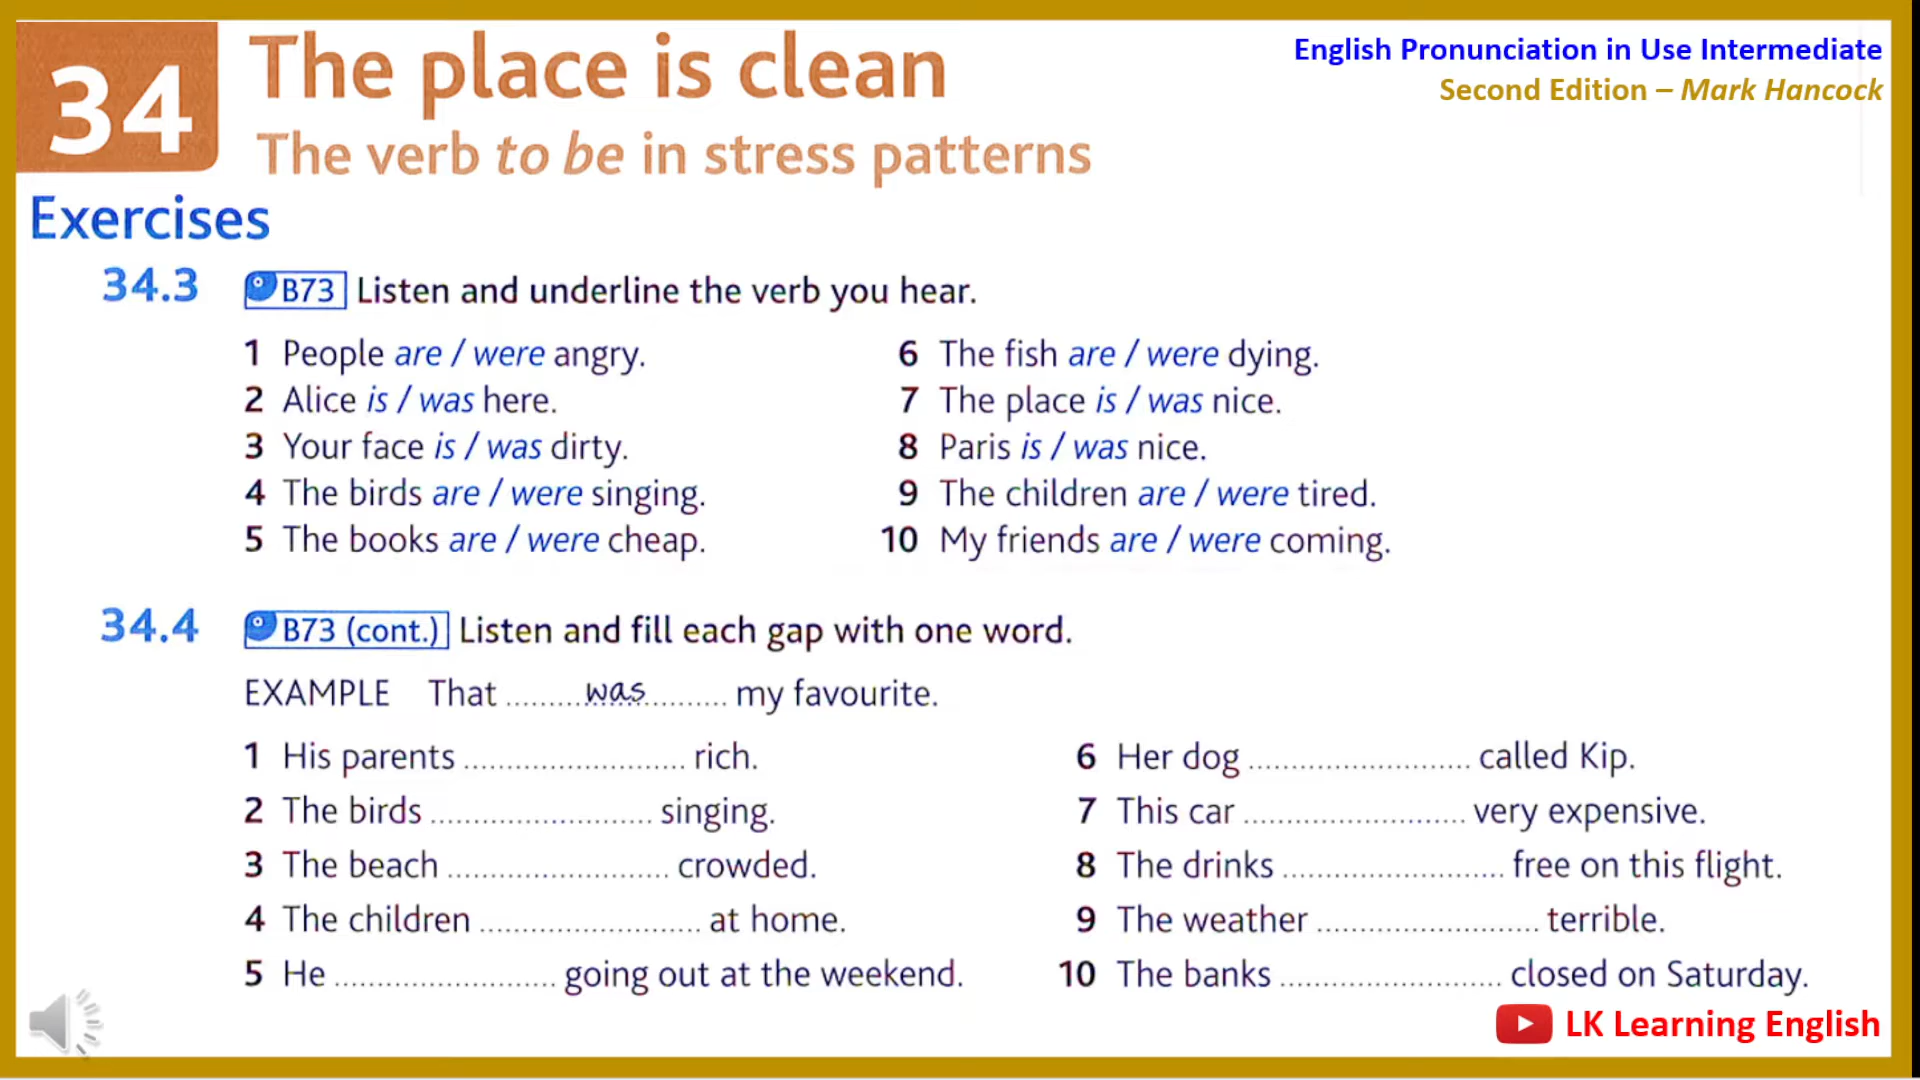 34
The place is clean
The verb to be in stress patterns
English Pronunciation in Use Intermediate
Second Edition – Mark Hancock
Exercises
34.3 B73 Listen and underline the verb you hear.
1 People are / were angry.
2 Alice is / was here.
3 Your face is / was dirty.
4 The birds are / were singing.
5 The books are / were cheap.
6 The fish are / were dying.
7 The place is / was nice.
8 Paris is / was nice.
9 The children are / were tired.
10 My friends are / were coming.
34.4 B73 (cont.) Listen and fill each gap with one word.
EXAMPLE That ........was........ my favourite.
1 His parents ........................ rich.
2 The birds ........................ singing.
3 The beach ........................ crowded.
4 The children ........................ at home.
5 He ........................ going out at the weekend.
6 Her dog ........................ called Kip.
7 This car ........................ very expensive.
8 The drinks ........................ free on this flight.
9 The weather ........................ terrible.
10 The banks ........................ closed on Saturday.
LK Learning English